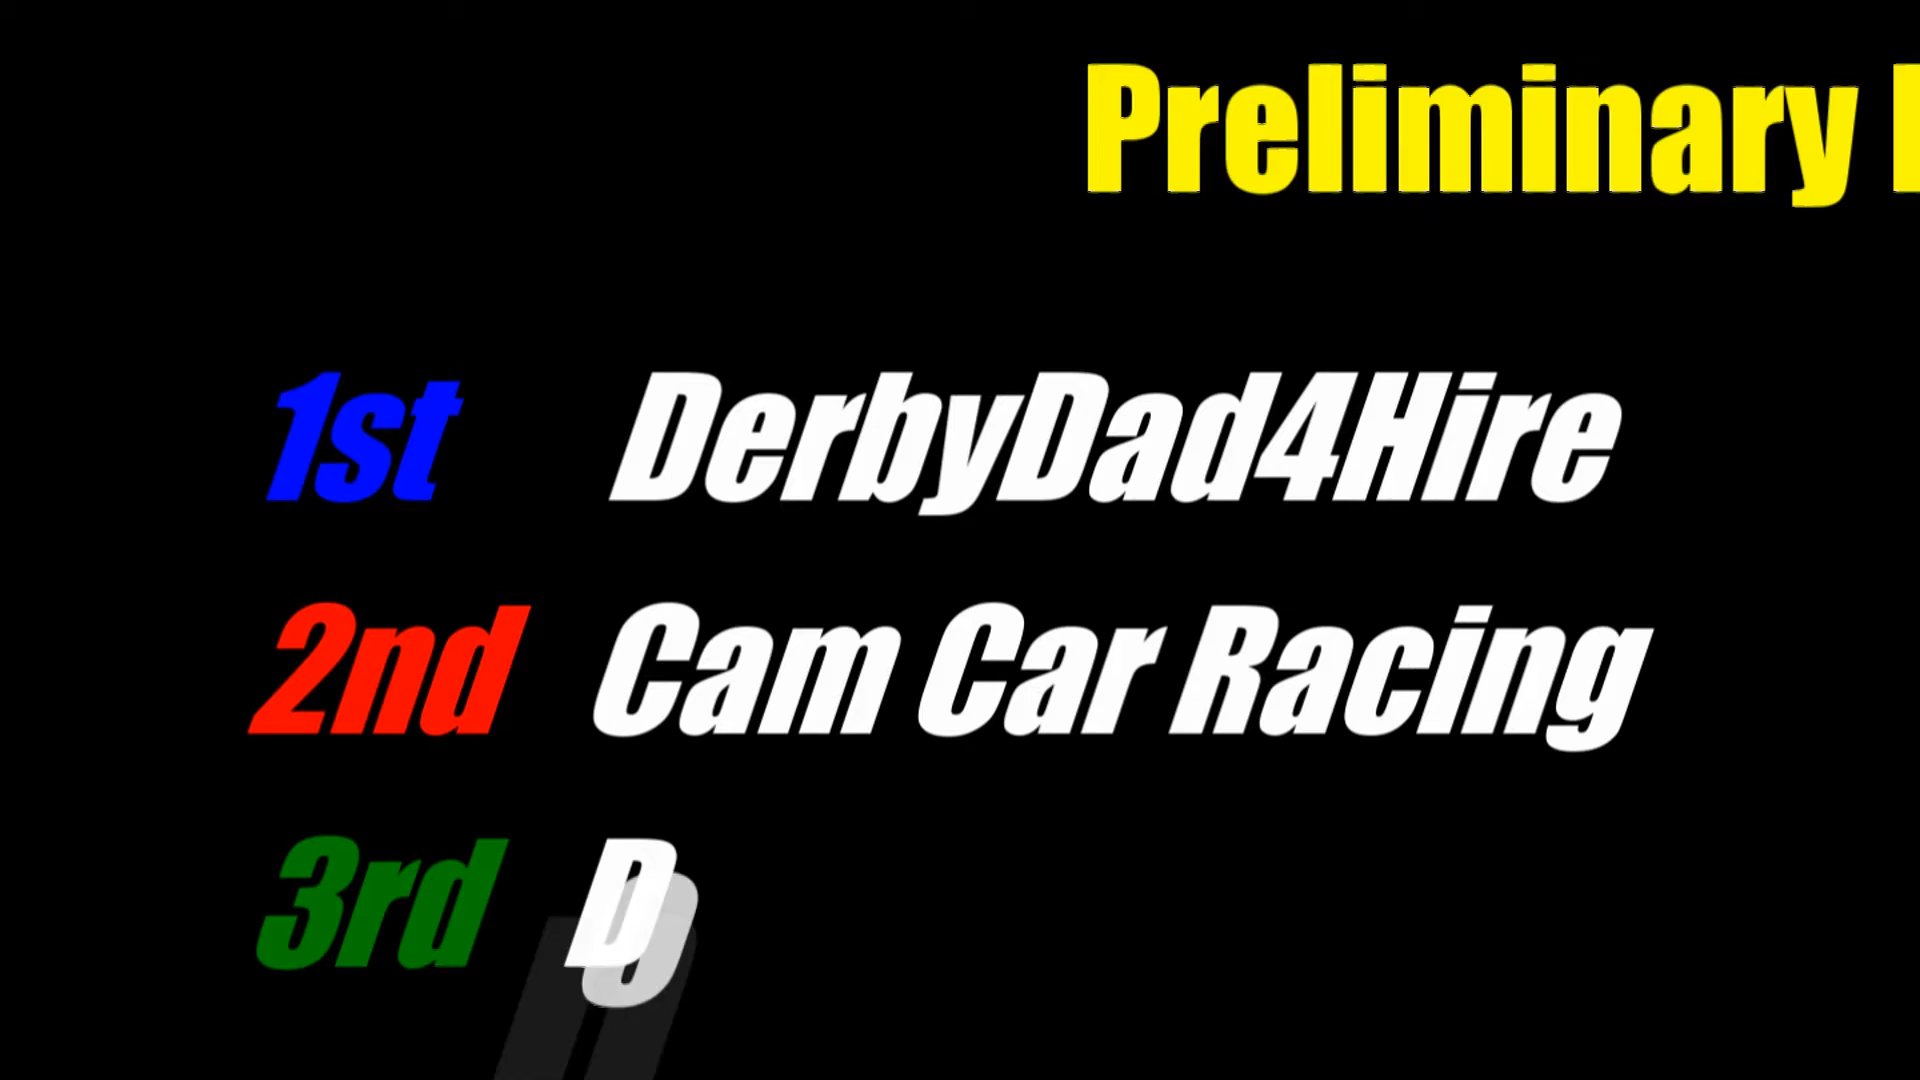 Preliminary
1st DerbyDad4Hire
2nd Cam Car Racing
3rd D